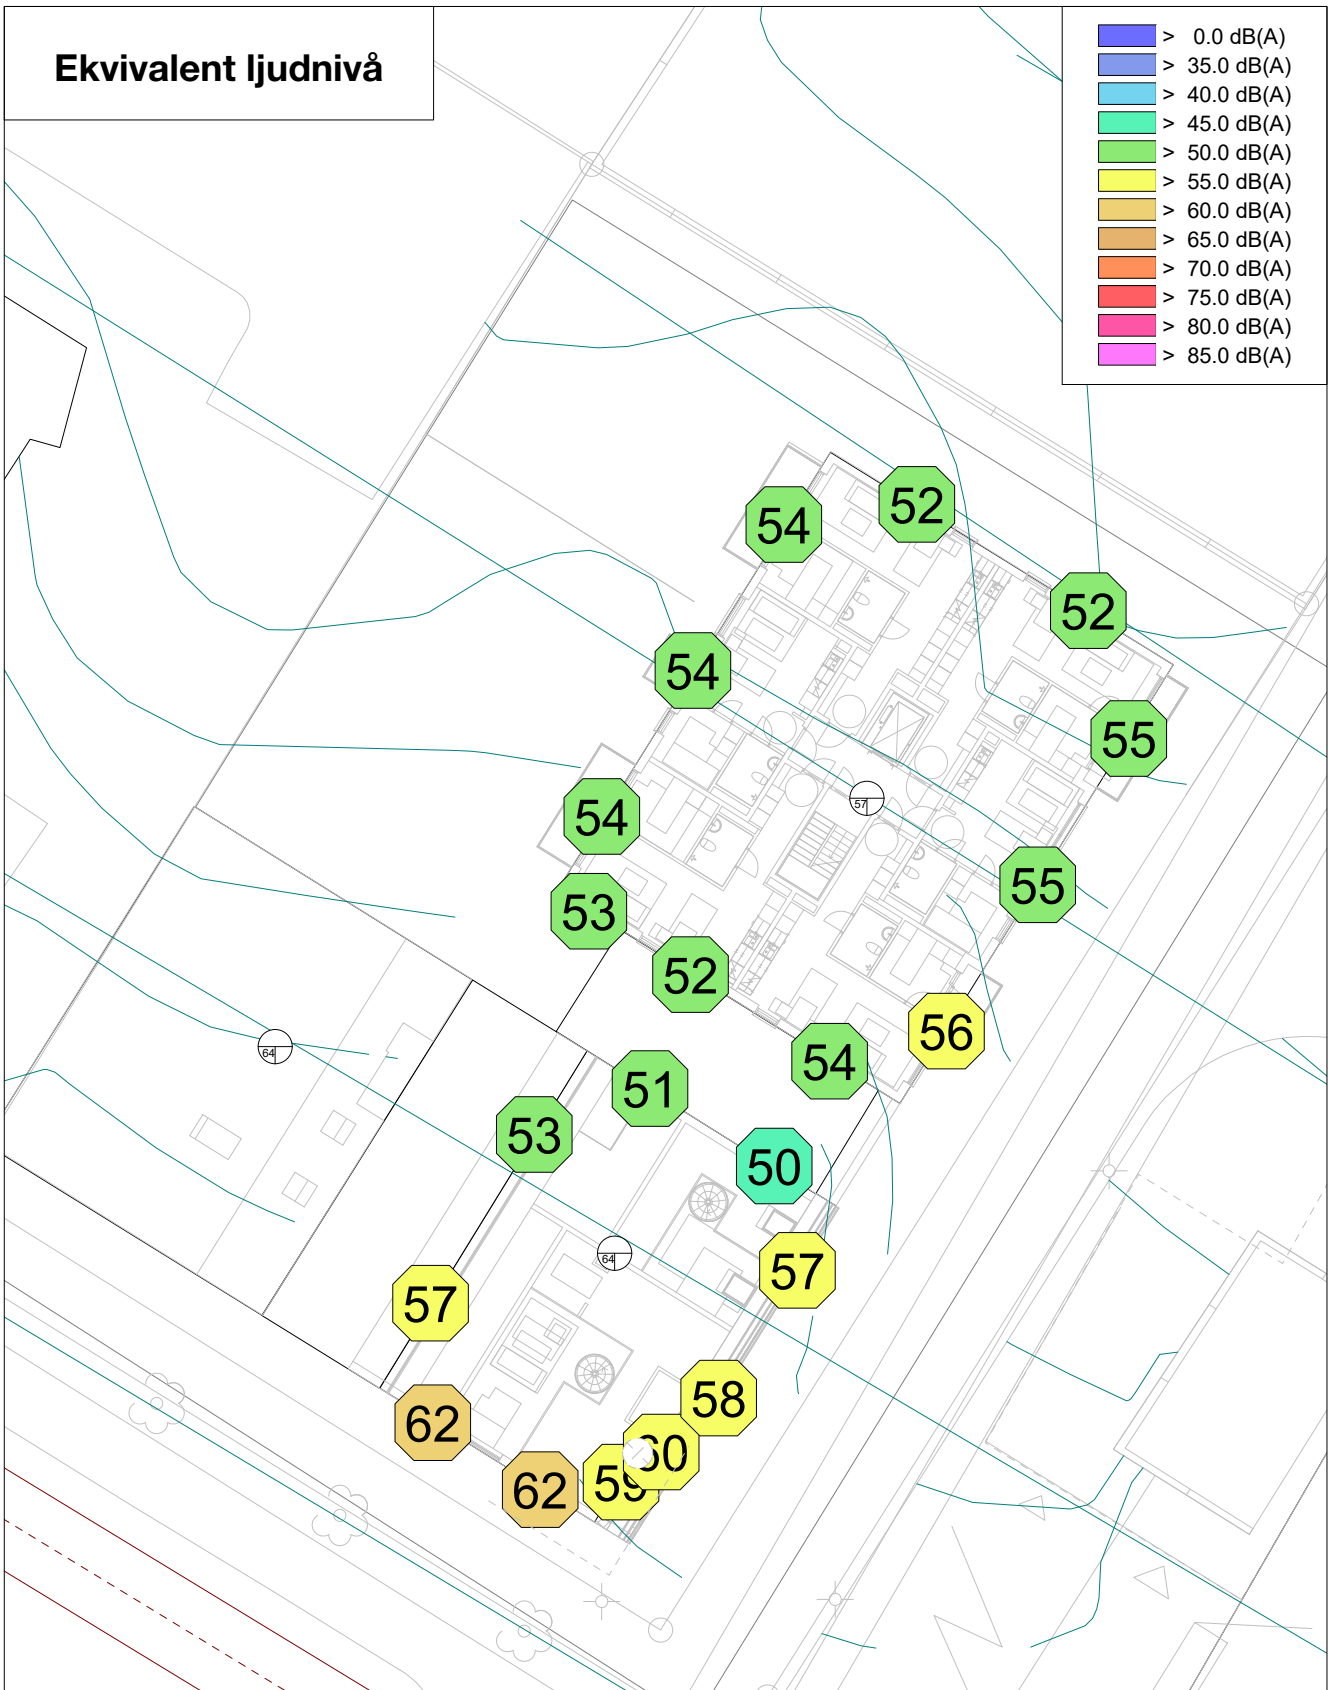 Ekvivalent ljudnivå
> 0.0 dB(A)
> 35.0 dB(A)
> 40.0 dB(A)
> 45.0 dB(A)
> 50.0 dB(A)
> 55.0 dB(A)
> 60.0 dB(A)
> 65.0 dB(A)
> 70.0 dB(A)
> 75.0 dB(A)
> 80.0 dB(A)
> 85.0 dB(A)
52
54
52
54
55
57
54
55
53
52
56
64
54
51
53
50
64
57
57
58
62
60
59
62